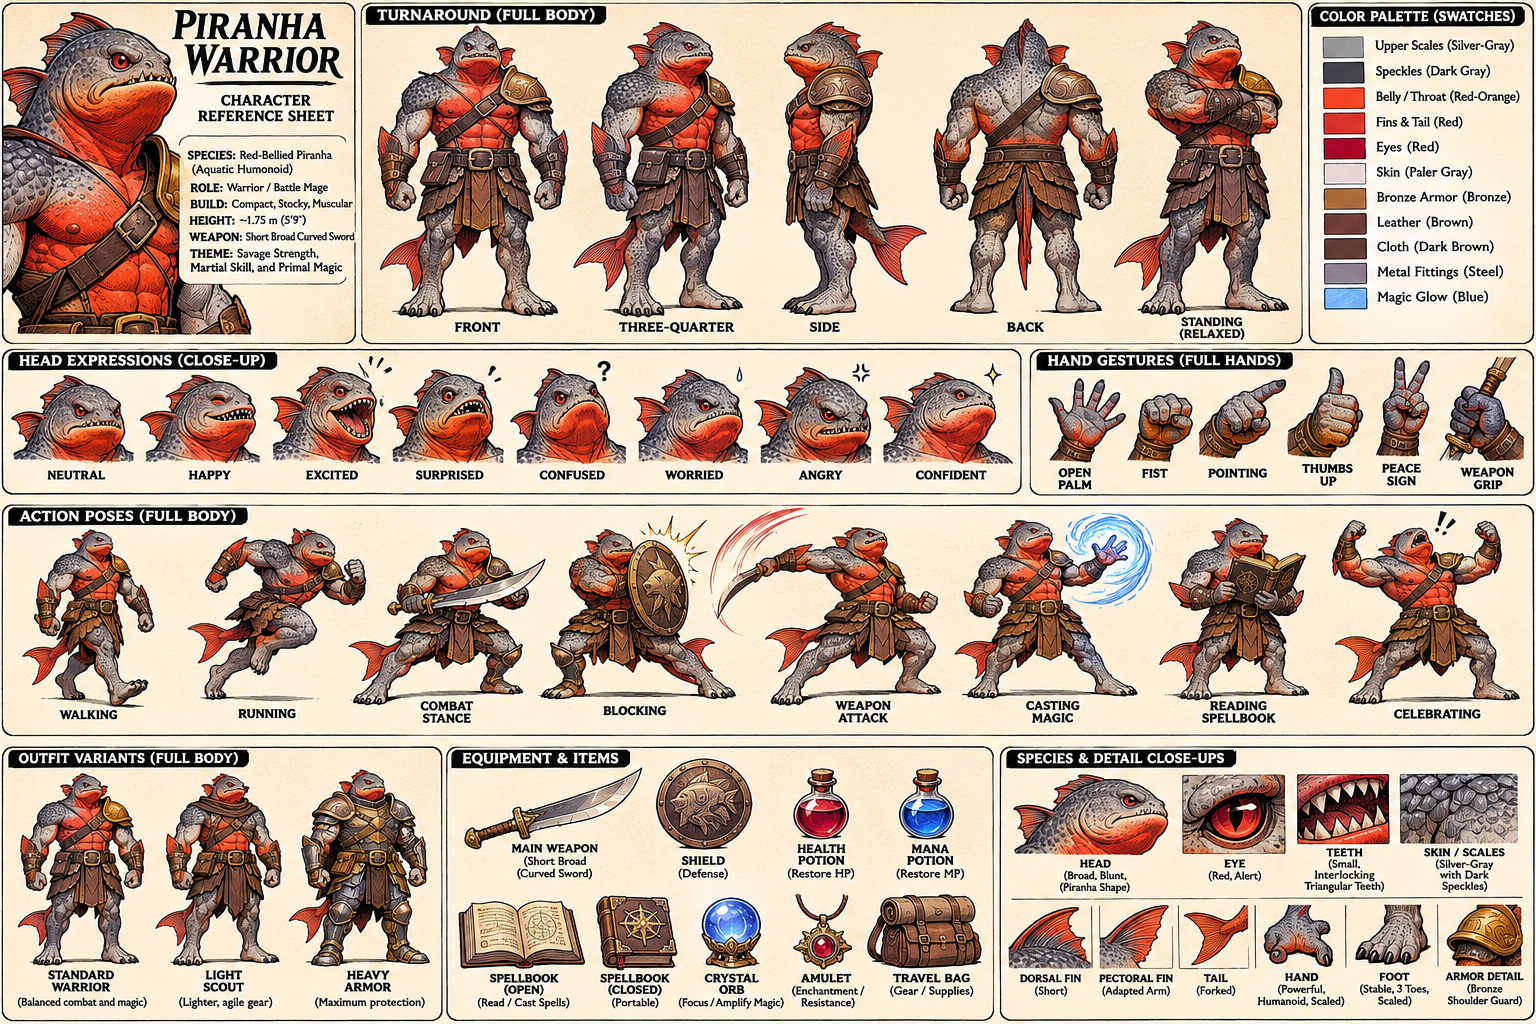 PIRANHA
WARRIOR
CHARACTER
REFERENCE SHEET
SPECIES: Red-Bellied Piranha
(Aquatic Humonoid)
ROLE: Warrior / Battle Mage
BUILD: Compact, Stocky, Muscular
HEIGHT: ~1.75 m (5'9")
WEAPON: Short Broad Curved Sword
THEME: Savage Strength,
Martial Skill, and Primal Magic
TURNAROUND (FULL BODY)
FRONT
THREE-QUARTER
SIDE
BACK
STANDING
(RELAXED)
COLOR PALETTE (SWATCHES)
Upper Scales (Silver-Gray)
Speckles (Dark Gray)
Belly / Throat (Red-Orange)
Fins & Tail (Red)
Eyes (Red)
Skin (Paler Gray)
Bronze Armor (Bronze)
Leather (Brown)
Cloth (Dark Brown)
Metal Fittings (Steel)
Magic Glow (Blue)
HEAD EXPRESSIONS (CLOSE-UP)
?
NEUTRAL
HAPPY
EXCITED
SURPRISED
CONFUSED
WORRIED
ANGRY
CONFIDENT
HAND GESTURES (FULL HANDS)
OPEN
PALM
FIST
POINTING
THUMBS
UP
PEACE
SIGN
WEAPON
GRIP
ACTION POSES (FULL BODY)
!!
WALKING
RUNNING
COMBAT
STANCE
BLOCKING
WEAPON
ATTACK
CASTING
MAGIC
READING
SPELLBOOK
CELEBRATING
OUTFIT VARIANTS (FULL BODY)
STANDARD
WARRIOR
(Balanced combat and magic)
LIGHT
SCOUT
(Lighter, agile gear)
HEAVY
ARMOR
(Maximum protection)
EQUIPMENT & ITEMS
MAIN WEAPON
(Short Broad
Curved Sword)
SHIELD
(Defense)
HEALTH
POTION
(Restore HP)
MANA
POTION
(Restore MP)
SPELLBOOK
(OPEN)
(Read / Cast Spells)
SPELLBOOK
(CLOSED)
(Portable)
CRYSTAL
ORB
(Focus / Amplify Magic)
AMULET
(Enchantment /
Resistance)
TRAVEL BAG
(Gear / Supplies)
SPECIES & DETAIL CLOSE-UPS
HEAD
(Broad, Blunt,
(Piranha Shape)
EYE
(Red, Alert)
TEETH
(Small,
Interlocking
Triangular Teeth)
SKIN / SCALES
(Silver-Gray
with Dark
Speckles)
DORSAL FIN
(Short)
PECTORAL FIN
(Adapted Arm)
TAIL
(Forked)
HAND
(Powerful,
Humanoid, Scaled)
FOOT
(Stable, 3 Toes,
Scaled)
ARMOR DETAIL
(Bronze
Shoulder Guard)